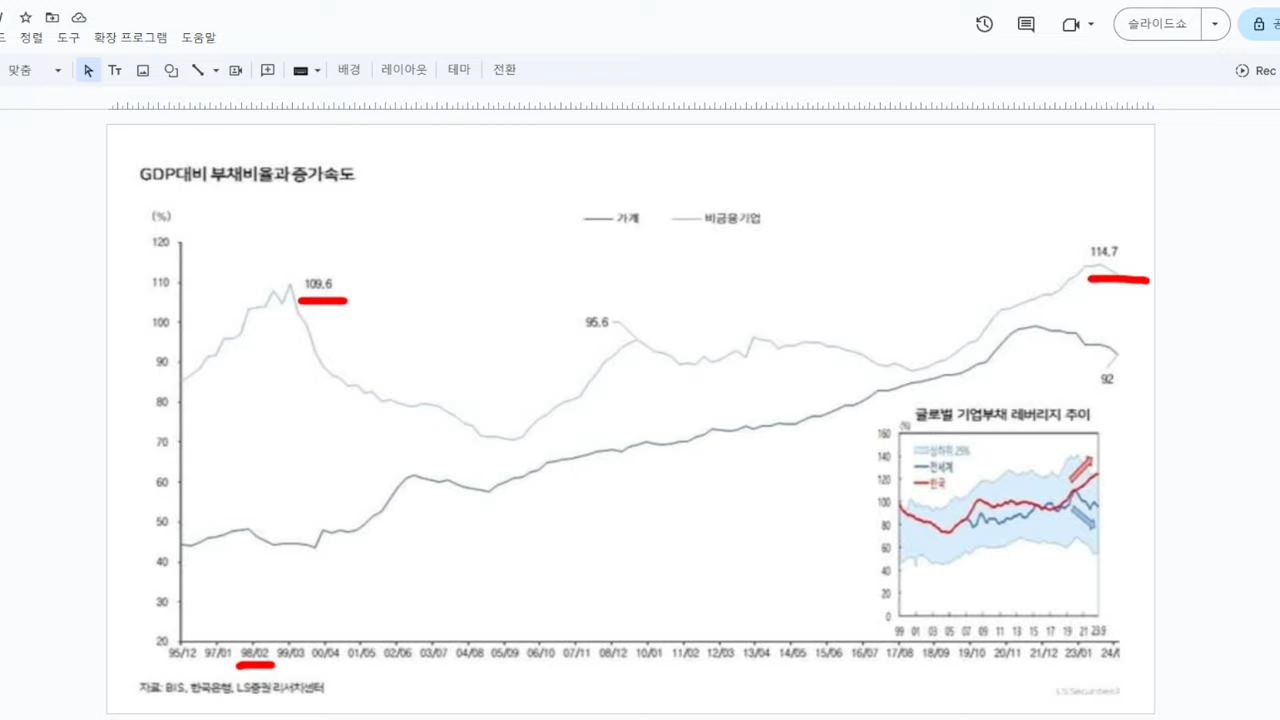 정렬 도구 확장 프로그램 도움말
슬라이드쇼
맞춤
배경 레이아웃 테마 전환
Rec
GDP대비 부채비율과 증가속도
(%)
가계 비금융기업
120
110
100
90
80
70
60
50
40
30
20
109.6
95.6
114.7
92
95/12 97/01 98/02 99/03 00/04 01/05 02/06 03/07 04/08 05/09 06/10 07/11 08/12 10/01 11/02 12/03 13/04 14/05 15/06 16/07 17/08 18/09 19/10 20/11 21/12 23/01 24/0
글로벌 기업부채 레버리지 추이
(%)
160
140
120
100
80
60
40
20
0
상하위 25%
전세계
한국
99 01 03 05 07 09 11 13 15 17 19 21 23.9
자료: BIS, 한국은행, LS증권 리서치센터
LS Securities